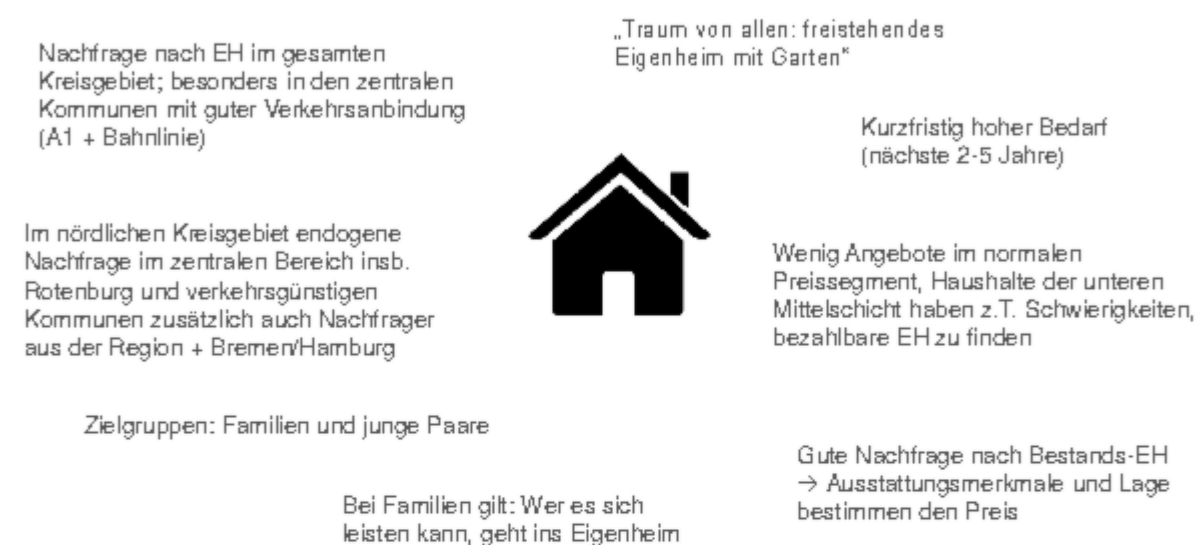 „Traum von allen: freistehendes
Eigenheim mit Garten“
Nachfrage nach EH im gesamten
Kreisgebiet; besonders in den zentralen
Kommunen mit guter Verkehrsanbindung
(A1 + Bahnlinie)
Kurzfristig hoher Bedarf
(nächste 2-5 Jahre)
Im nördlichen Kreisgebiet endogene
Nachfrage im zentralen Bereich insb.
Rotenburg und verkehrsgünstigen
Kommunen zusätzlich auch Nachfrager
aus der Region + Bremen/Hamburg
Wenig Angebote im normalen
Preissegment, Haushalte der unteren
Mittelschicht haben z.T. Schwierigkeiten,
bezahlbare EH zu finden
Zielgruppen: Familien und junge Paare
Gute Nachfrage nach Bestands-EH
→ Ausstattungsmerkmale und Lage
bestimmen den Preis
Bei Familien gilt: Wer es sich
leisten kann, geht ins Eigenheim